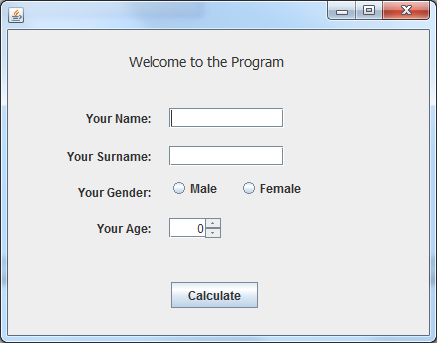 Welcome to the Program
Your Name:
Your Surname:
Your Gender: Male Female
Your Age: 0
Calculate